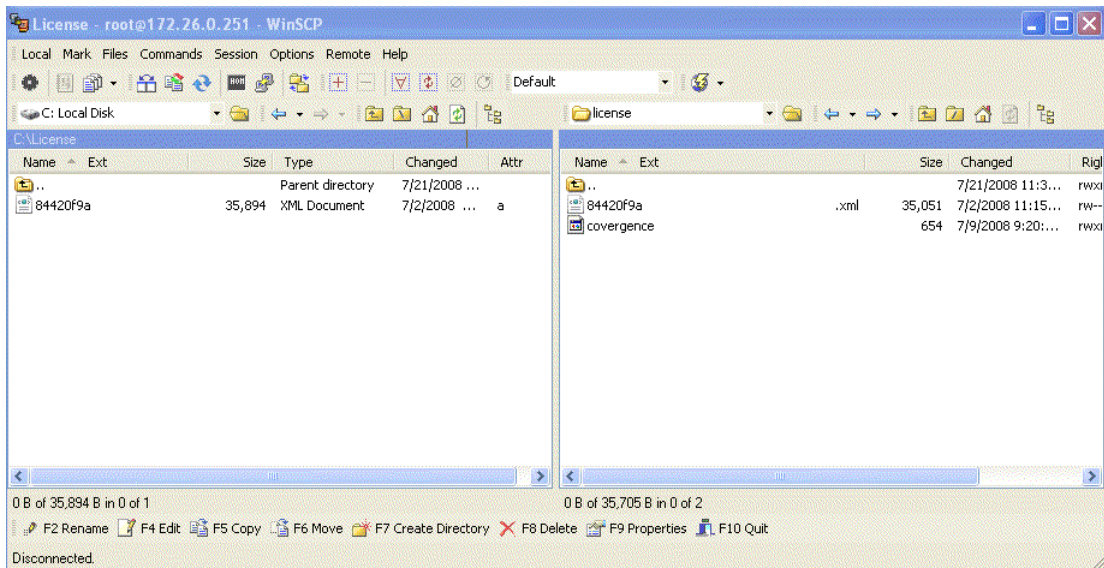 License - root@172.26.0.251 - WinSCP
Local Mark Files Commands Session Options Remote Help
Default
C: Local Disk license
C:\License
Name Ext Size Type Changed Attr Name Ext Size Changed Rigl
.. Parent directory 7/21/2008 ... .. 7/21/2008 11:3... rwx
84420f9a 35,894 XML Document 7/2/2008 ... a 84420f9a .xml 35,051 7/2/2008 11:15... rw--
covergence 654 7/9/2008 9:20:... rwx
0 B of 35,894 B in 0 of 1 0 B of 35,705 B in 0 of 2
F2 Rename F4 Edit F5 Copy F6 Move F7 Create Directory F8 Delete F9 Properties F10 Quit
Disconnected.